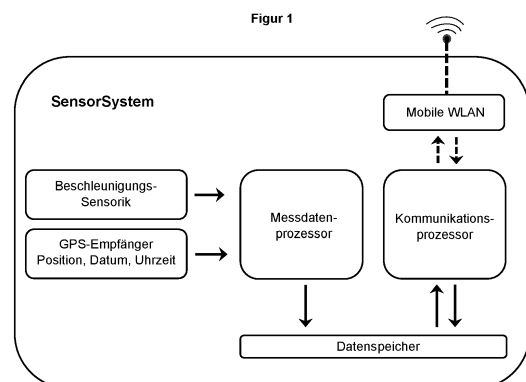 Figur 1
SensorSystem
Mobile WLAN
Beschleunigungs-
Sensorik
GPS-Empfänger
Position, Datum, Uhrzeit
Messdaten-
prozessor
Kommunikations-
prozessor
Datenspeicher